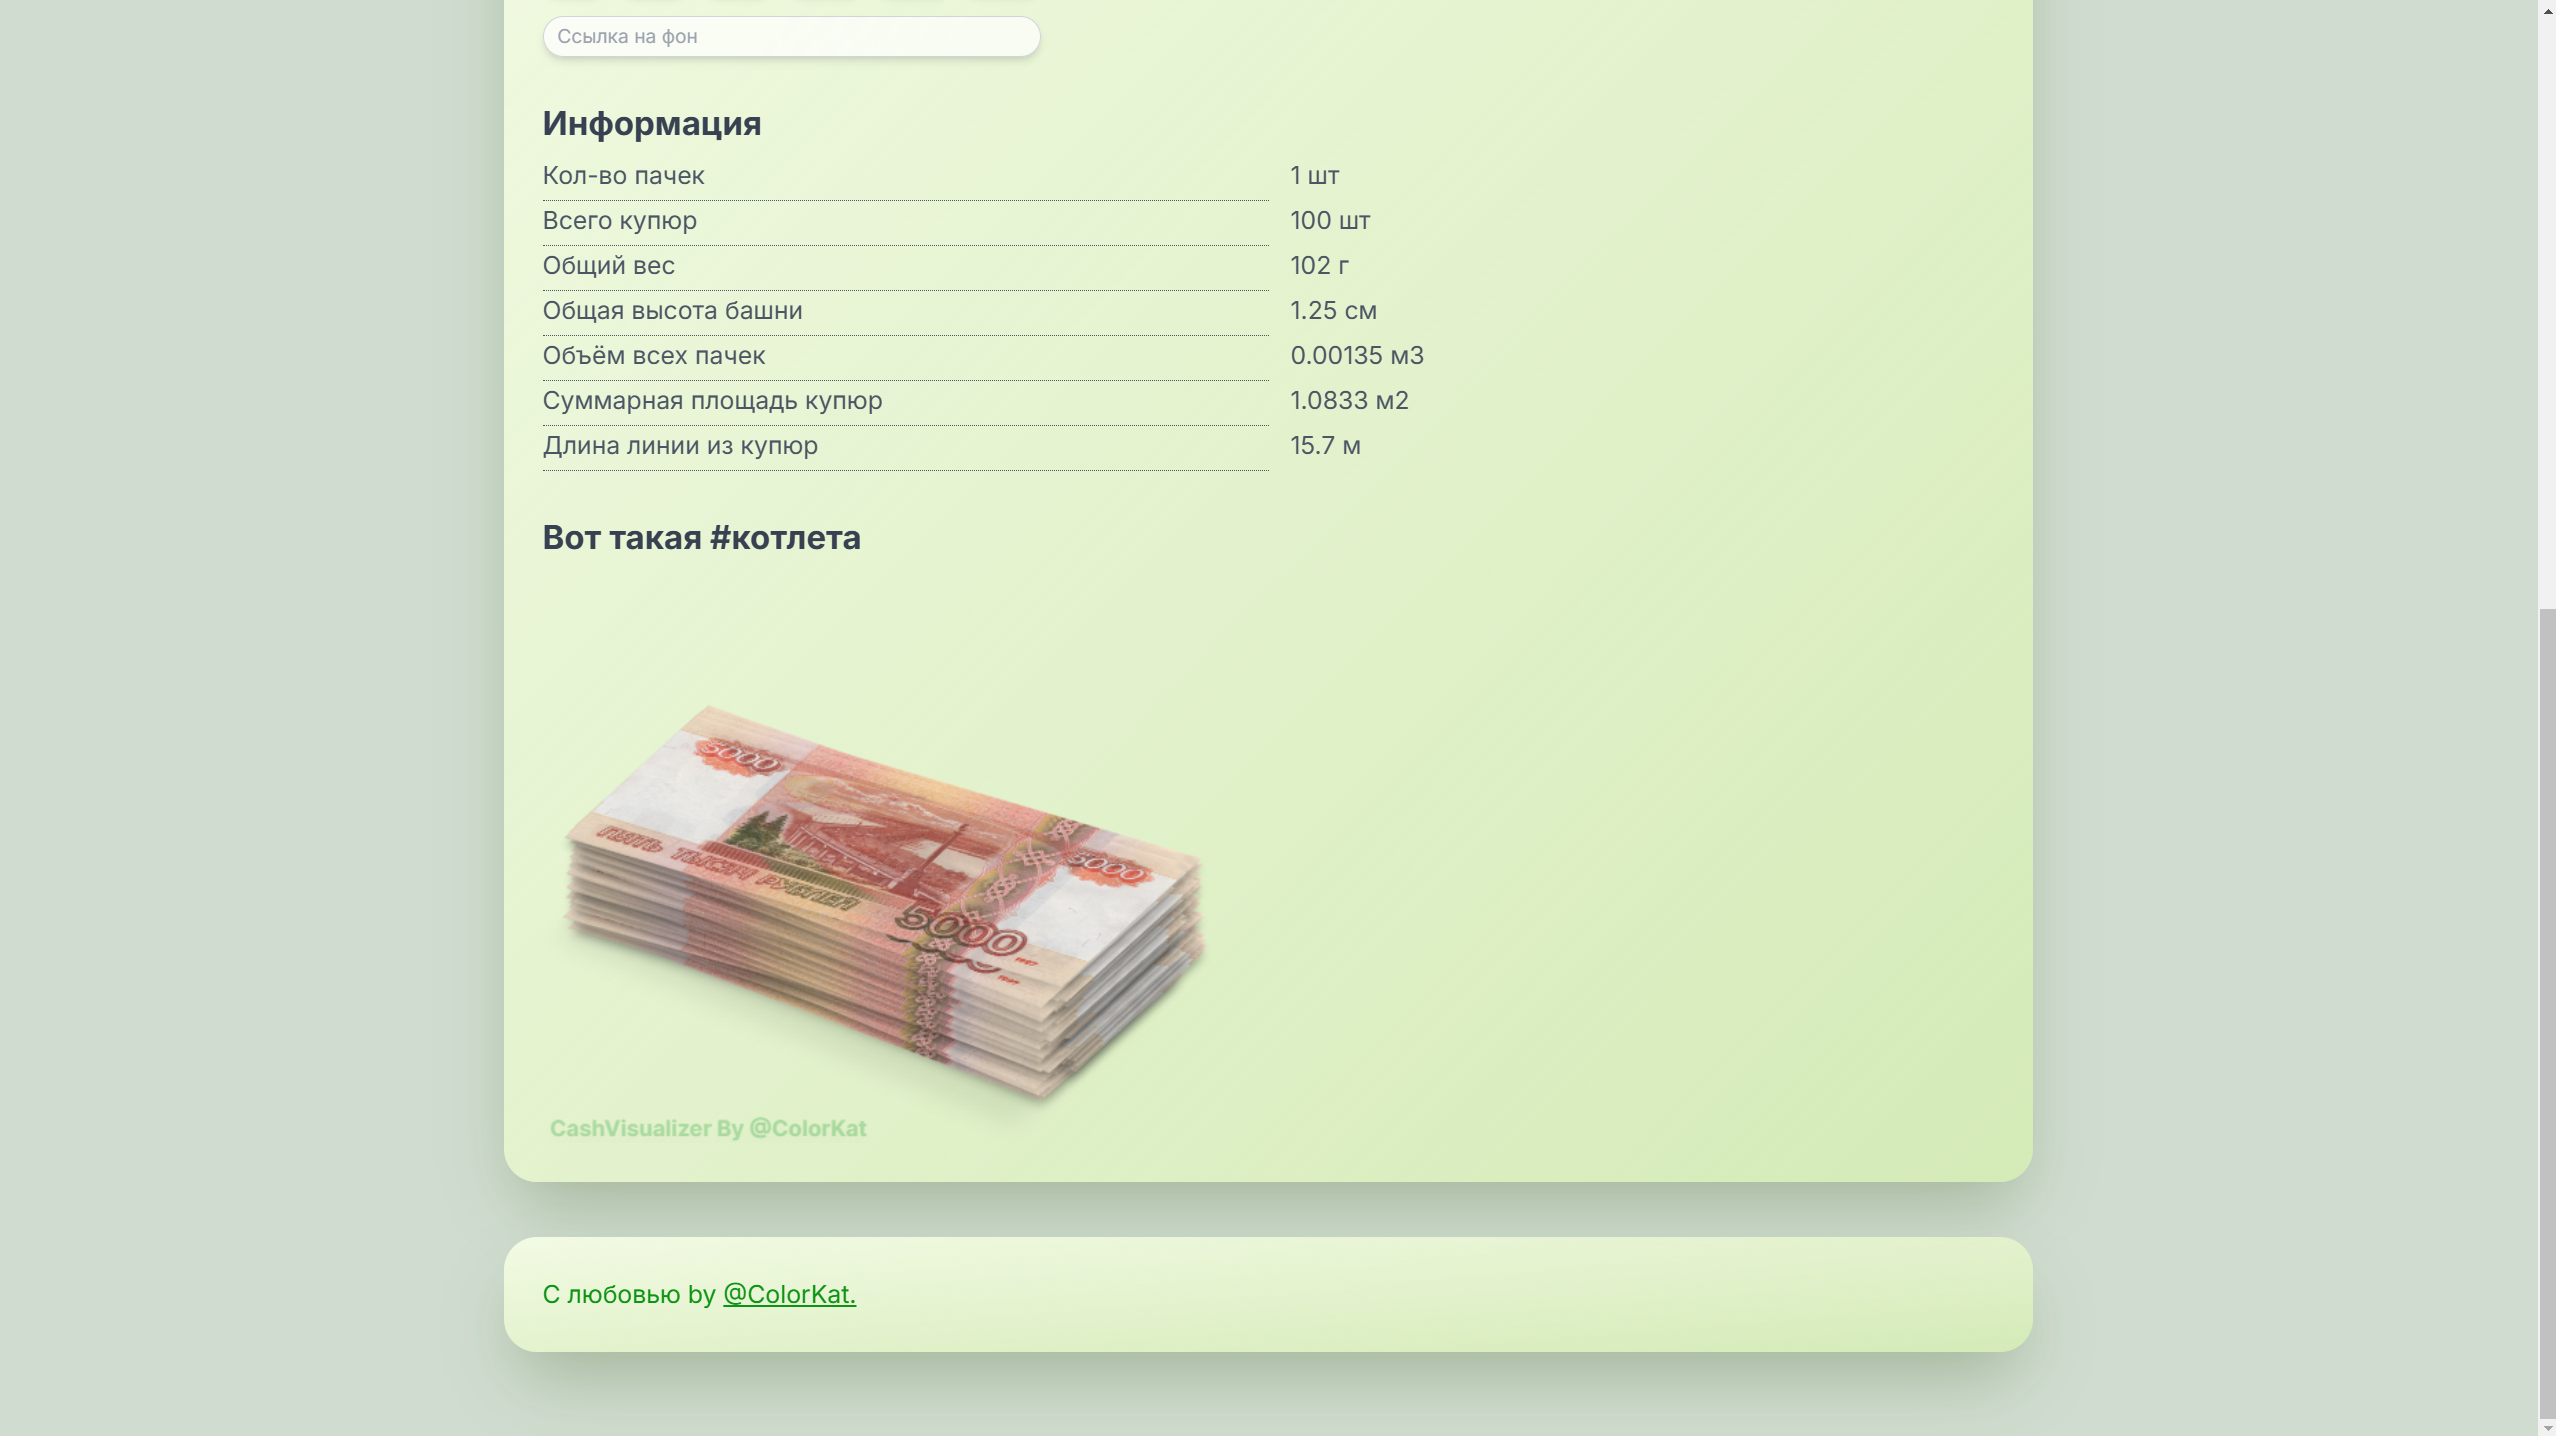 Ссылка на фон
Информация
Кол-во пачек 1 шт
Всего купюр 100 шт
Общий вес 102 г
Общая высота башни 1.25 см
Объём всех пачек 0.00135 м3
Суммарная площадь купюр 1.0833 м2
Длина линии из купюр 15.7 м
Вот такая #котлета
5000
5000
ПЯТЬ ТЫСЯЧ РУБЛЕЙ
5000
1997
1997
CashVisualizer By @ColorKat
С любовью by @ColorKat.